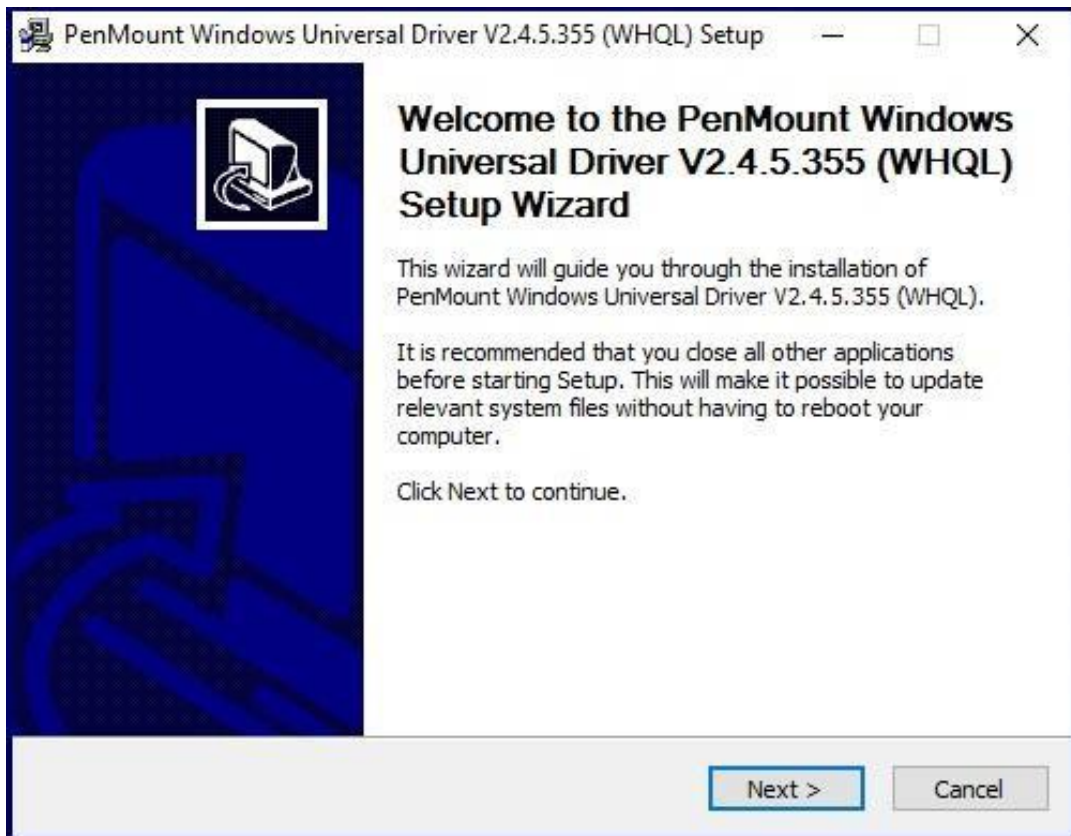 PenMount Windows Universal Driver V2.4.5.355 (WHQL) Setup
Welcome to the PenMount Windows
Universal Driver V2.4.5.355 (WHQL)
Setup Wizard
This wizard will guide you through the installation of
PenMount Windows Universal Driver V2.4.5.355 (WHQL).
It is recommended that you close all other applications
before starting Setup. This will make it possible to update
relevant system files without having to reboot your
computer.
Click Next to continue.
Next >
Cancel